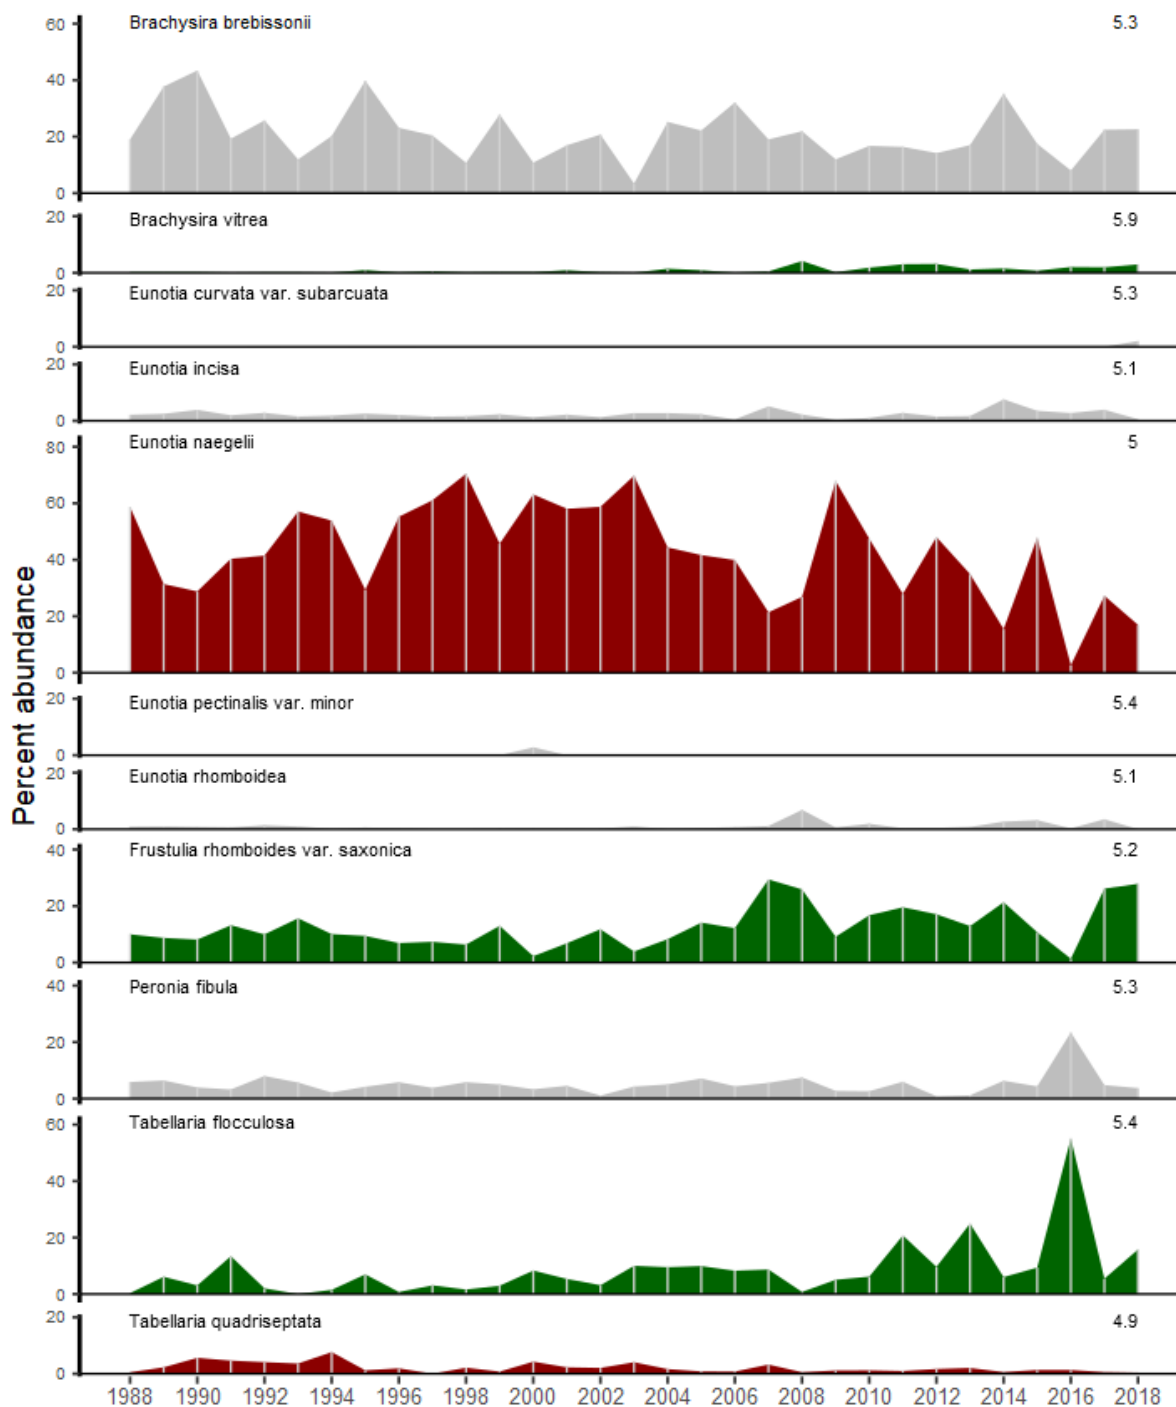 Percent abundance
Brachysira brebissonii 5.3
60
40
20
0
Brachysira vitrea 5.9
20
0
Eunotia curvata var. subarcuata 5.3
20
0
Eunotia incisa 5.1
20
0
Eunotia naegelii 5
80
60
40
20
0
Eunotia pectinalis var. minor 5.4
20
0
Eunotia rhomboidea 5.1
20
0
Frustulia rhomboides var. saxonica 5.2
40
20
0
Peronia fibula 5.3
40
20
0
Tabellaria flocculosa 5.4
60
40
20
0
Tabellaria quadriseptata 4.9
20
0
1988 1990 1992 1994 1996 1998 2000 2002 2004 2006 2008 2010 2012 2014 2016 2018